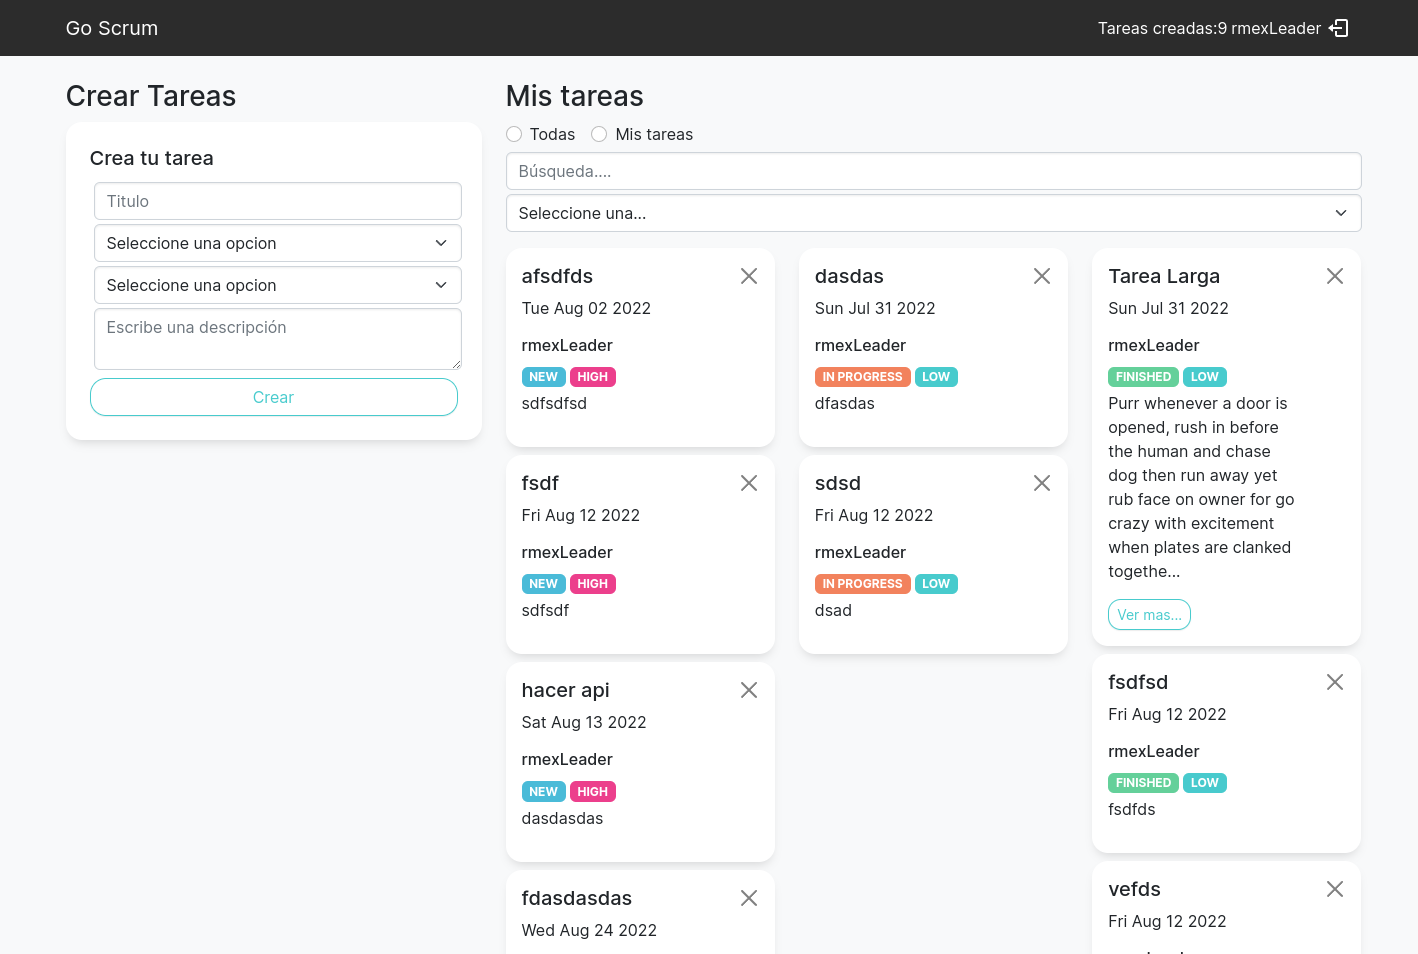 Go Scrum
Tareas creadas:9 rmexLeader
Crear Tareas
Crea tu tarea
Titulo
Seleccione una opcion
Seleccione una opcion
Escribe una descripción
Crear
Mis tareas
Todas Mis tareas
Búsqueda....
Seleccione una...
afsdfds
Tue Aug 02 2022
rmexLeader
NEW HIGH
sdfsdfsd
fsdf
Fri Aug 12 2022
rmexLeader
NEW HIGH
sdfsdf
hacer api
Sat Aug 13 2022
rmexLeader
NEW HIGH
dasdasdas
fdasdasdas
Wed Aug 24 2022
dasdas
Sun Jul 31 2022
rmexLeader
IN PROGRESS LOW
dfasdas
sdsd
Fri Aug 12 2022
rmexLeader
IN PROGRESS LOW
dsad
Tarea Larga
Sun Jul 31 2022
rmexLeader
FINISHED LOW
Purr whenever a door is
opened, rush in before
the human and chase
dog then run away yet
rub face on owner for go
crazy with excitement
when plates are clanked
togethe...
Ver mas...
fsdfsd
Fri Aug 12 2022
rmexLeader
FINISHED LOW
fsdfds
vefds
Fri Aug 12 2022